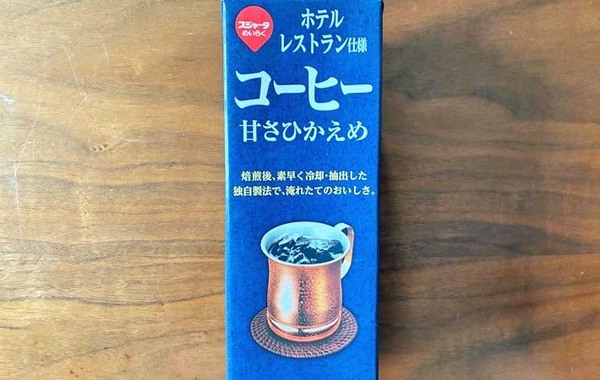 スジャータ
めいらく
ホテル
レストラン仕様
コーヒー
甘さひかえめ
焙煎後、素早く冷却・抽出した
独自製法で、淹れたてのおいしさ。